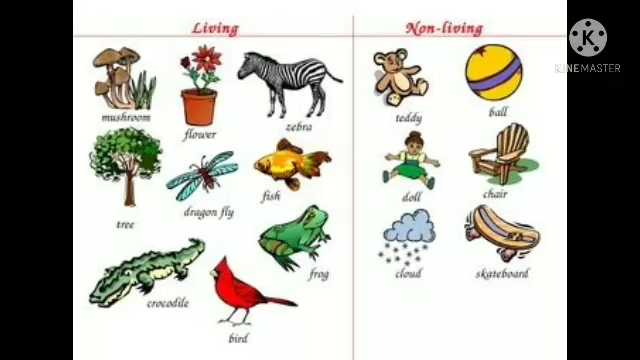 Living
Non-living
K
KINEMASTER
mushroom
flower
zebra
teddy
ball
tree
dragon fly
fish
doll
chair
crocodile
bird
frog
cloud
skateboard